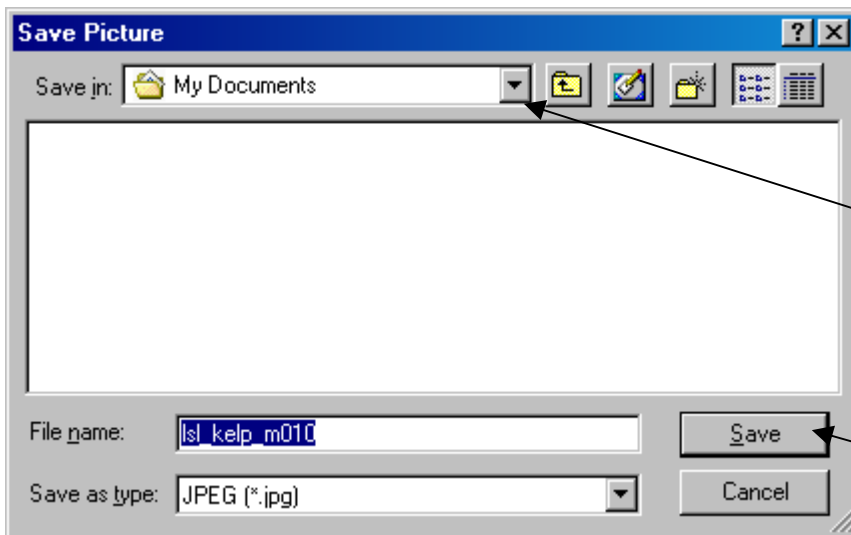 Save Picture
Save in: My Documents
File name: lsl_kelp_m010
Save
Save as type: JPEG (*.jpg)
Cancel